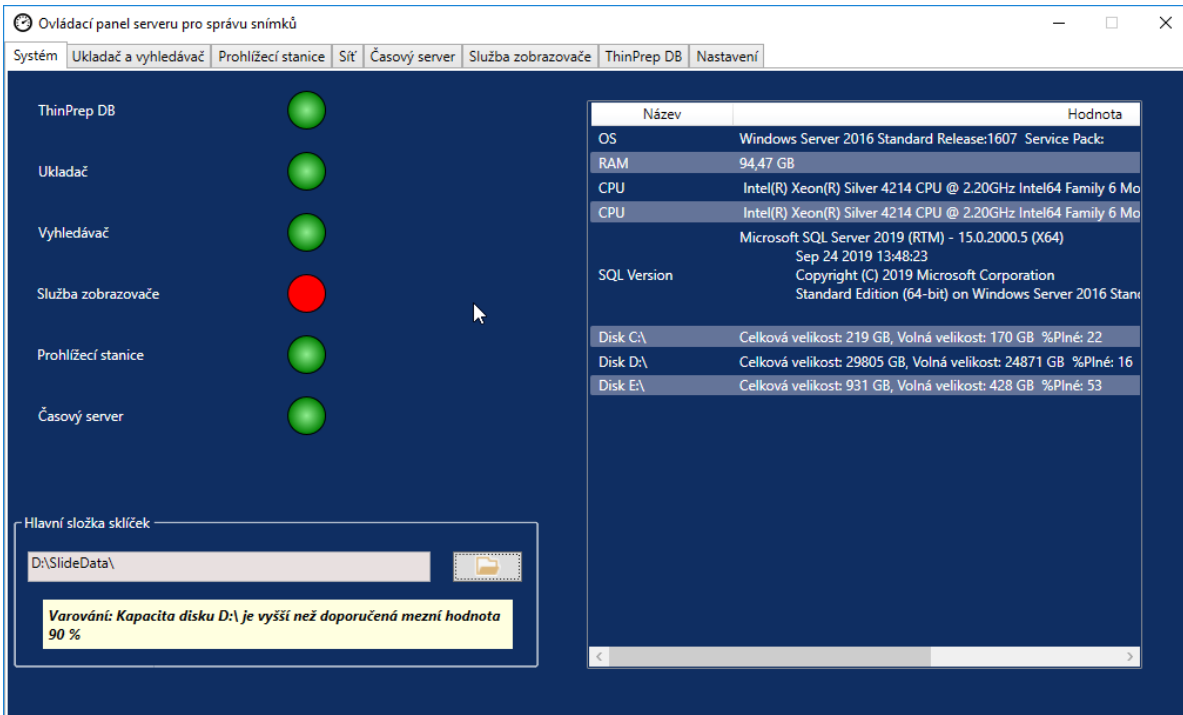 Ovládací panel serveru pro správu snímků
Systém Ukladač a vyhledávač Prohlížecí stanice Síť Časový server Služba zobrazovače ThinPrep DB Nastavení
ThinPrep DB
Ukladač
Vyhledávač
Služba zobrazovače
Prohlížecí stanice
Časový server
Hlavní složka sklíček
D:\SlideData\
Varování: Kapacita disku D:\ je vyšší než doporučená mezní hodnota
90 %
Název Hodnota
OS Windows Server 2016 Standard Release:1607 Service Pack:
RAM 94,47 GB
CPU Intel(R) Xeon(R) Silver 4214 CPU @ 2.20GHz Intel64 Family 6 Mo
CPU Intel(R) Xeon(R) Silver 4214 CPU @ 2.20GHz Intel64 Family 6 Mo
Microsoft SQL Server 2019 (RTM) - 15.0.2000.5 (X64)
Sep 24 2019 13:48:23
SQL Version Copyright (C) 2019 Microsoft Corporation
Standard Edition (64-bit) on Windows Server 2016 Stan
Disk C:\ Celková velikost: 219 GB, Volná velikost: 170 GB %Plné: 22
Disk D:\ Celková velikost: 29805 GB, Volná velikost: 24871 GB %Plné: 16
Disk E:\ Celková velikost: 931 GB, Volná velikost: 428 GB %Plné: 53